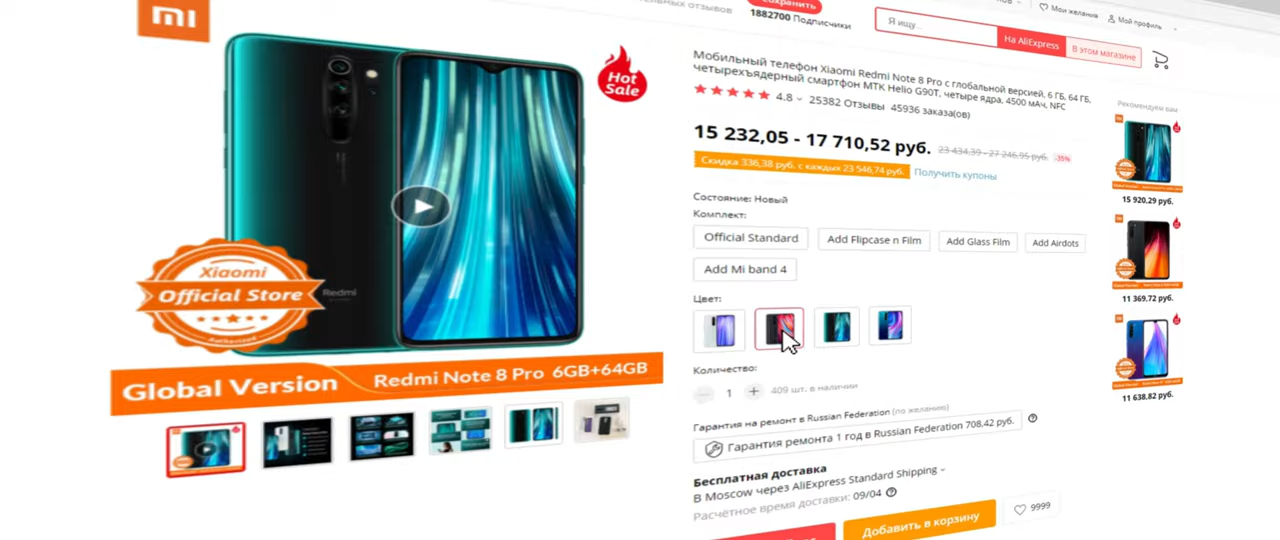 mi
отзывов
Сохранить
1882700 Подписчики
Мои желания
Мой профиль
Я ищу...
На AliExpress
В этом магазине
Hot
Sale
Мобильный телефон Xiaomi Redmi Note 8 Pro с глобальной версией, 6 ГБ, 64 ГБ,
четырехъядерный смартфон MTK Helio G90T, четыре ядра, 4500 мАч, NFC
4.8
25382 Отзывы
45936 заказа(ов)
15 232,05 - 17 710,52 руб.
23 434,39 - 27 246,95 руб.
-35%
Скидка 336,38 руб. с каждых 23 546,74 руб.
Получить купоны
Состояние: Новый
Комплект:
Official Standard
Add Flipcase n Film
Add Glass Film
Add Airdots
Add Mi band 4
Цвет:
Количество:
1
+
409 шт. в наличии
Гарантия на ремонт в Russian Federation (по желанию)
Гарантия ремонта 1 год в Russian Federation 708.42 руб.
Бесплатная доставка
В Moscow через AliExpress Standard Shipping
Расчётное время доставки: 09/04
Добавить в корзину
9999
Рекомендуем вам
15 920.29 руб.
11 369.72 руб.
11 638.82 руб.
Redmi
Xiaomi
Official Store
Authorized
Global Version
Redmi Note 8 Pro 6GB+64GB